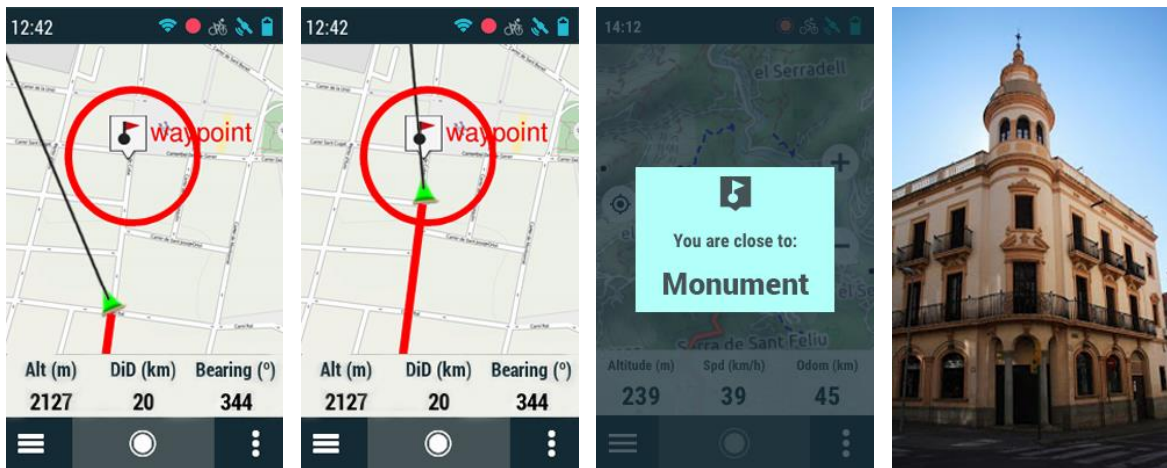 12:42
waypoint
Alt (m) DiD (km) Bearing (º)
2127 20 344
12:42
waypoint
Alt (m) DiD (km) Bearing (º)
2127 20 344
14:12
el Serradell
You are close to:
Monument
Serra de Sant Feliu
Altitude (m) Spd (km/h) Odom (km)
239 39 45